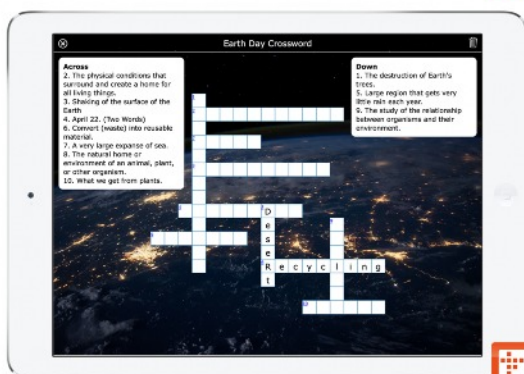 Earth Day Crossword
Across
2. The physical conditions that
surround and create a home for
all living things.
3. Shaking of the surface of the
Earth
4. April 22. (Two Words)
6. Convert (waste) into reusable
material.
7. A very large expanse of sea.
8. The natural home or
environment of an animal, plant,
or other organism.
10. What we get from plants.
Down
1. The destruction of Earth's
trees.
5. Large region that gets very
little rain each year.
9. The study of the relationship
between organisms and their
environment.
D
e
s
e
R e c y c l i n g
t